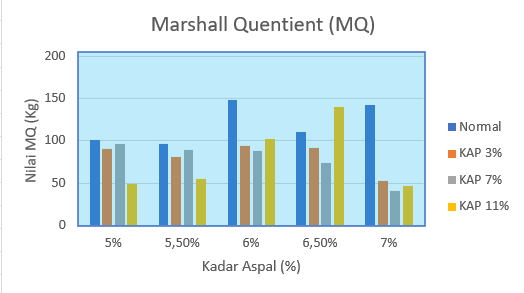 Marshall Quentient (MQ)
200
150
100
50
0
Nilai MQ (Kg)
5%
5,50%
6%
6,50%
7%
Kadar Aspal (%)
Normal
KAP 3%
KAP 7%
KAP 11%